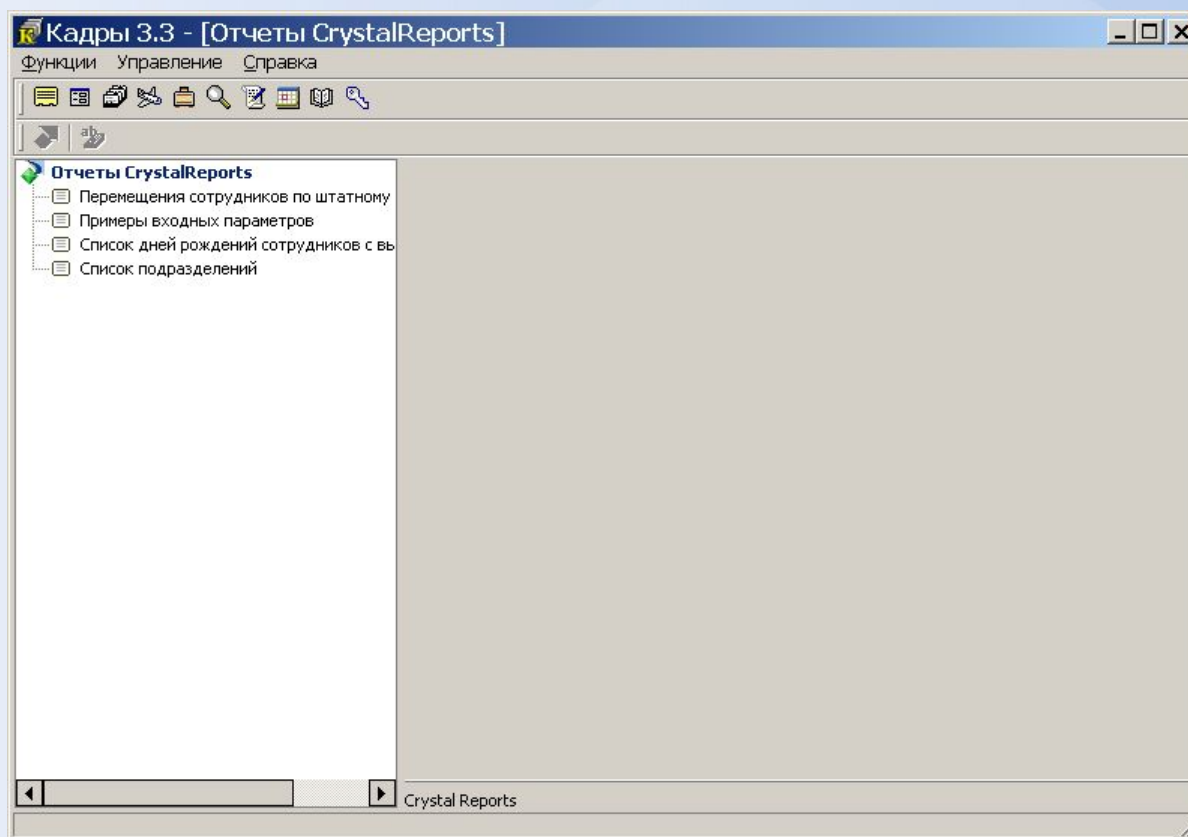 Кадры 3.3 - [Отчеты CrystalReports]
Функции Управление Справка
Отчеты CrystalReports
Перемещения сотрудников по штатному
Примеры входных параметров
Список дней рождений сотрудников с вы
Список подразделений
Crystal Reports